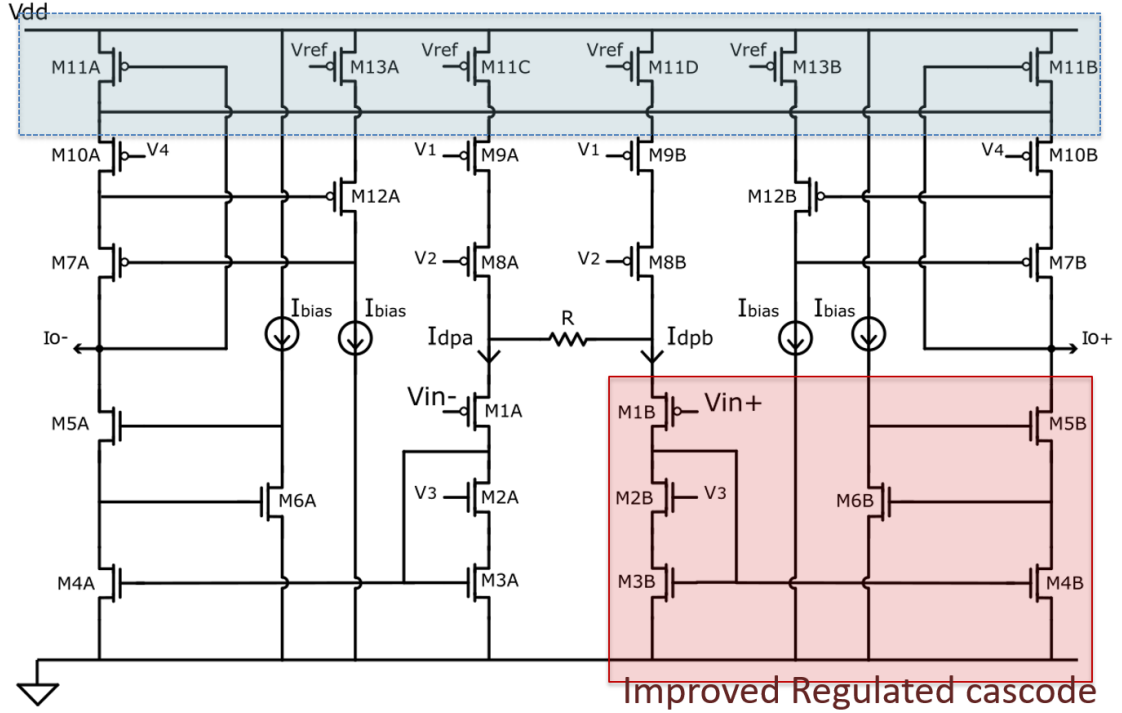 Vdd
M11A Vref M13A Vref M11C Vref M11D Vref M13B M11B
M10A V4 V1 M9A V1 M9B V4 M10B
M12A M12B
M7A V2 M8A V2 M8B M7B
Ibias Ibias Ibias Ibias
Io- Idpa R Idpb Io+
Vin- M1A M1B Vin+
M5A M5B
M6A V3 M2A M2B V3 M6B
M4A M3A M3B M4B
Improved Regulated cascode